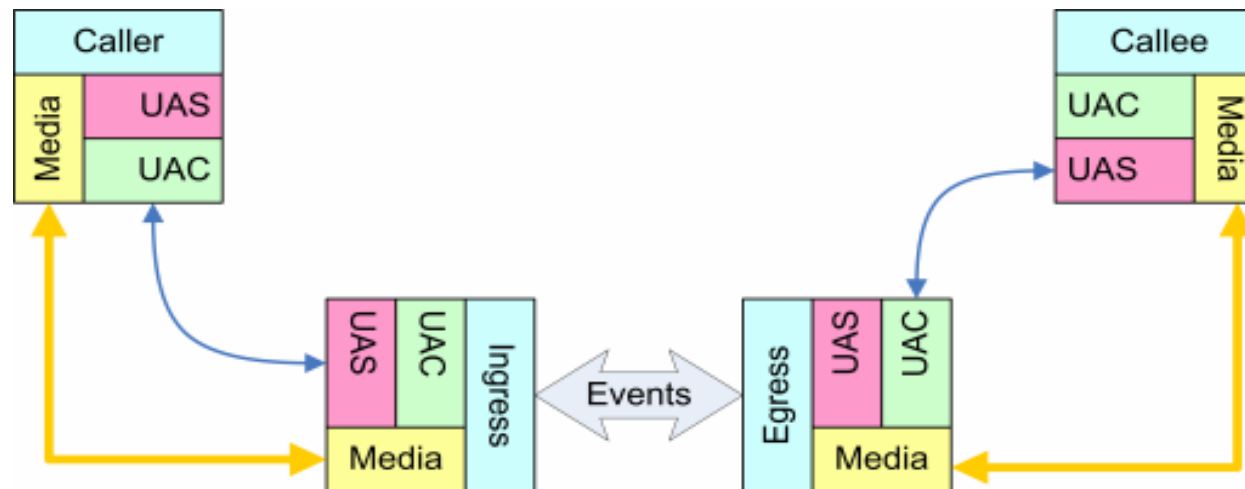 Caller
Media
UAS
UAC
Callee
UAC
UAS
Media
UAS
UAC
Ingress
Media
Events
Egress
UAS
UAC
Media